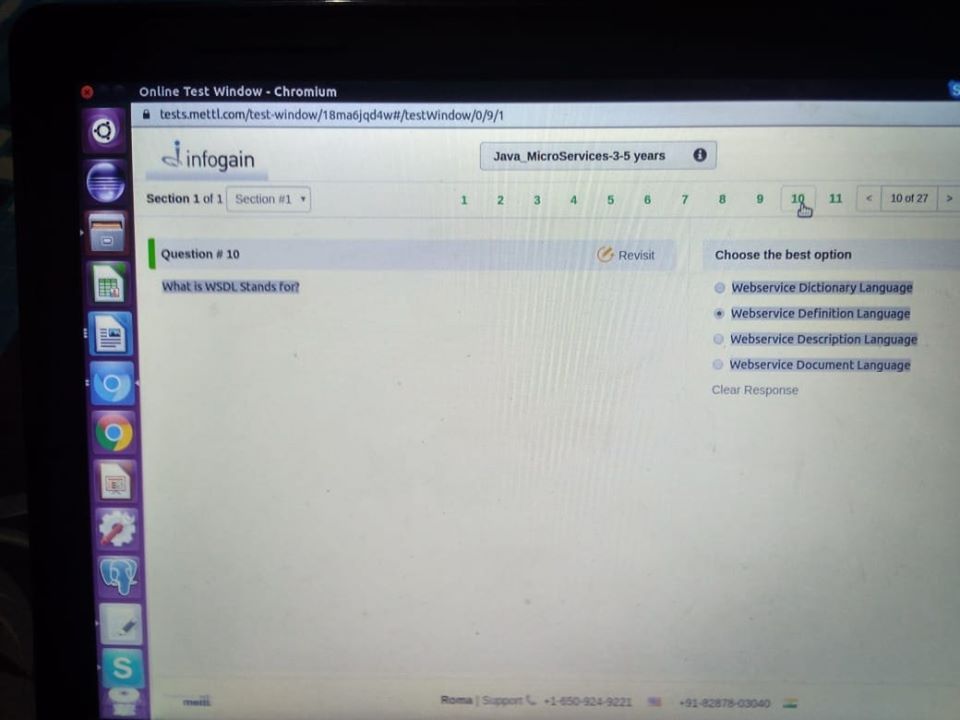 Online Test Window - Chromium
tests.mettl.com/test-window/18ma6jqd4w#/testWindow/0/9/1
infogain
Java_MicroServices-3-5 years
Section 1 of 1 Section #1
1 2 3 4 5 6 7 8 9 10 11 < 10 of 27 >
Question # 10
Revisit
What is WSDL Stands for?
Choose the best option
Webservice Dictionary Language
Webservice Definition Language
Webservice Description Language
Webservice Document Language
Clear Response
S
mettl
Roma | Support +1-650-924-9221 +91-82878-03040